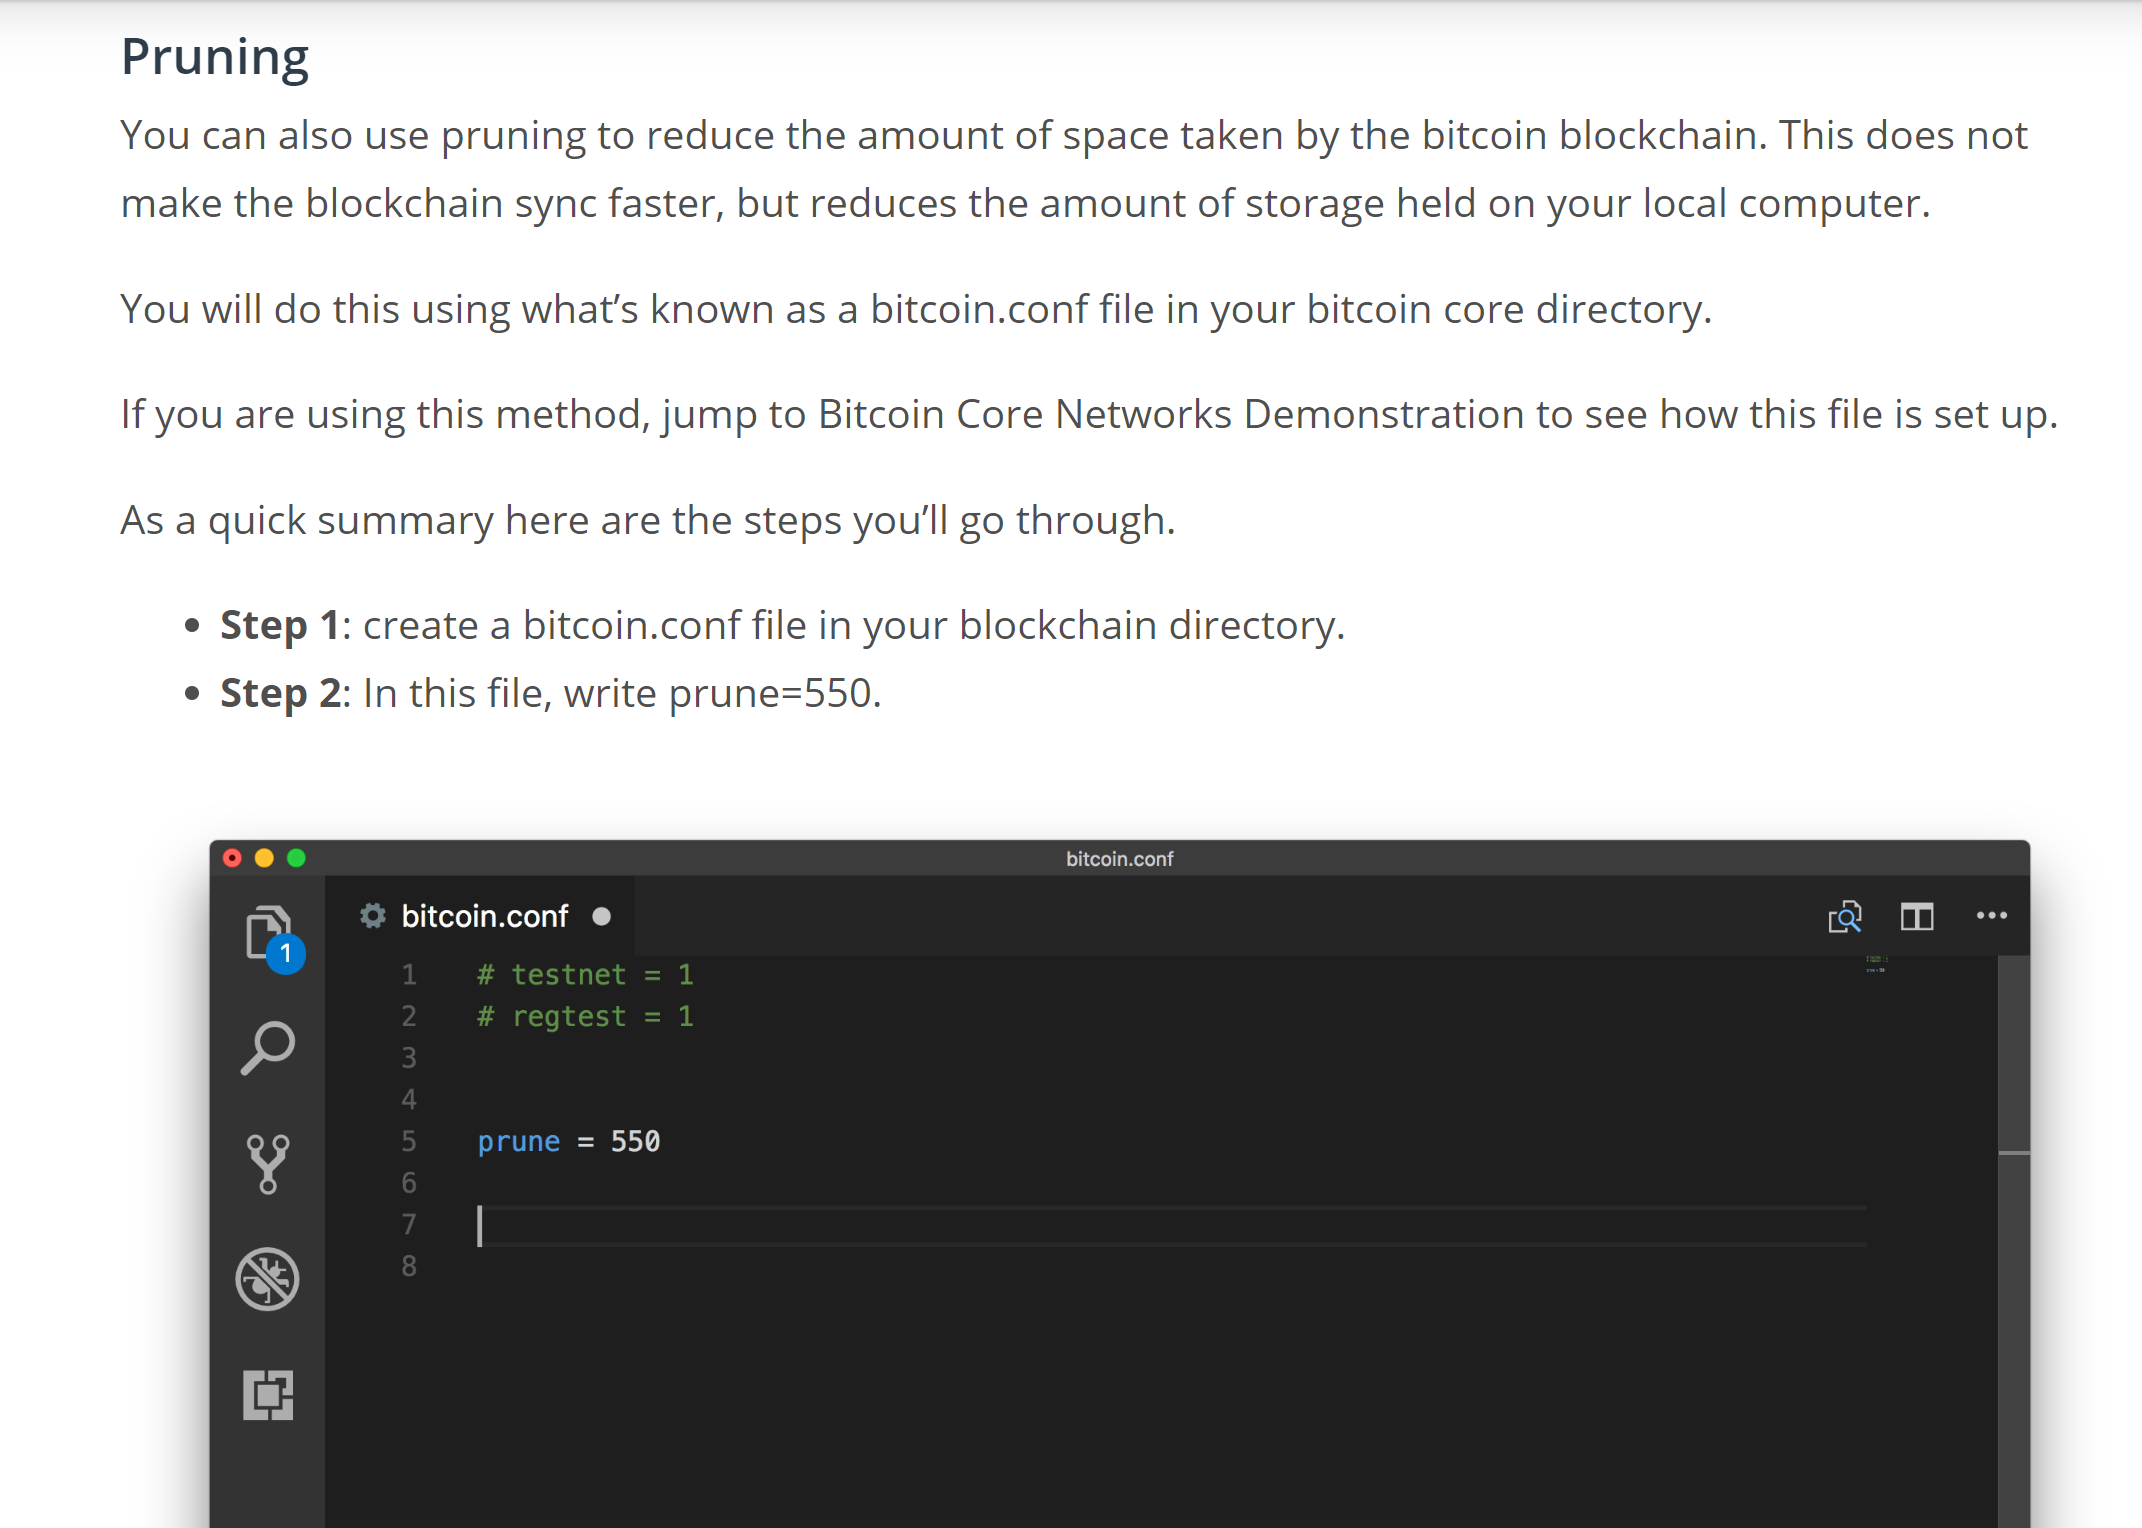 Pruning
You can also use pruning to reduce the amount of space taken by the bitcoin blockchain. This does not
make the blockchain sync faster, but reduces the amount of storage held on your local computer.
You will do this using what’s known as a bitcoin.conf file in your bitcoin core directory.
If you are using this method, jump to Bitcoin Core Networks Demonstration to see how this file is set up.
As a quick summary here are the steps you’ll go through.
• Step 1: create a bitcoin.conf file in your blockchain directory.
• Step 2: In this file, write prune=550.
bitcoin.conf
bitcoin.conf
1
1 # testnet = 1
2 # regtest = 1
3
4
5 prune = 550
6
7
8